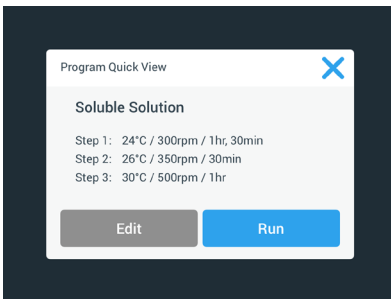 Program Quick View
Soluble Solution
Step 1: 24°C / 300rpm / 1hr, 30min
Step 2: 26°C / 350rpm / 30min
Step 3: 30°C / 500rpm / 1hr
Edit Run